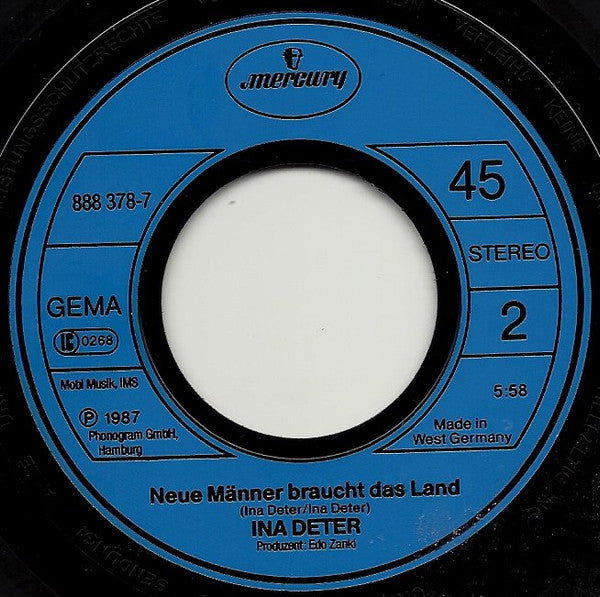 mercury
888 378-7
45
STEREO
GEMA
LC 0268
2
Mobi Musik, IMS
5:58
℗ 1987
Phonogram GmbH,
Hamburg
Made in
West Germany
Neue Männer braucht das Land
(Ina Deter/Ina Deter)
INA DETER
Produzent: Edo Zanki